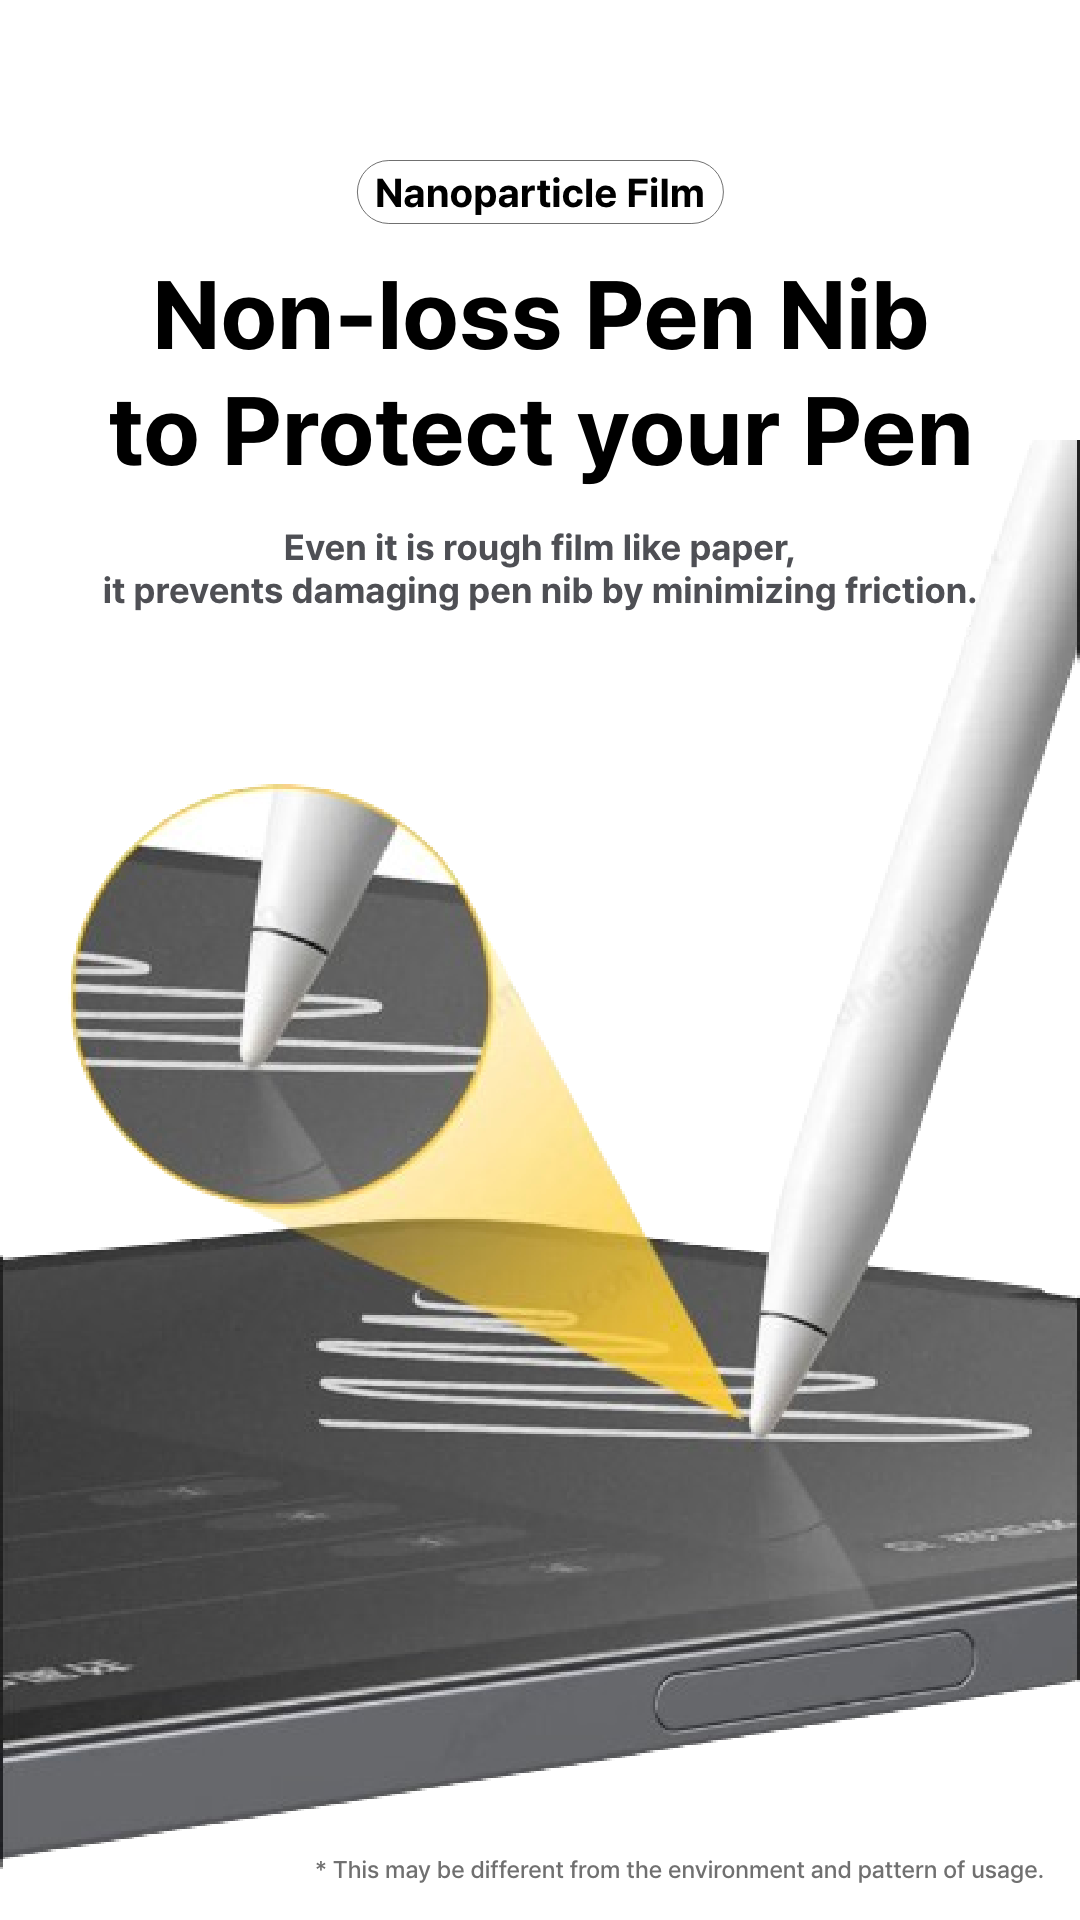 Nanoparticle Film
Non-loss Pen Nib
to Protect your Pen
Even it is rough film like paper,
it prevents damaging pen nib by minimizing friction.
* This may be different from the environment and pattern of usage.